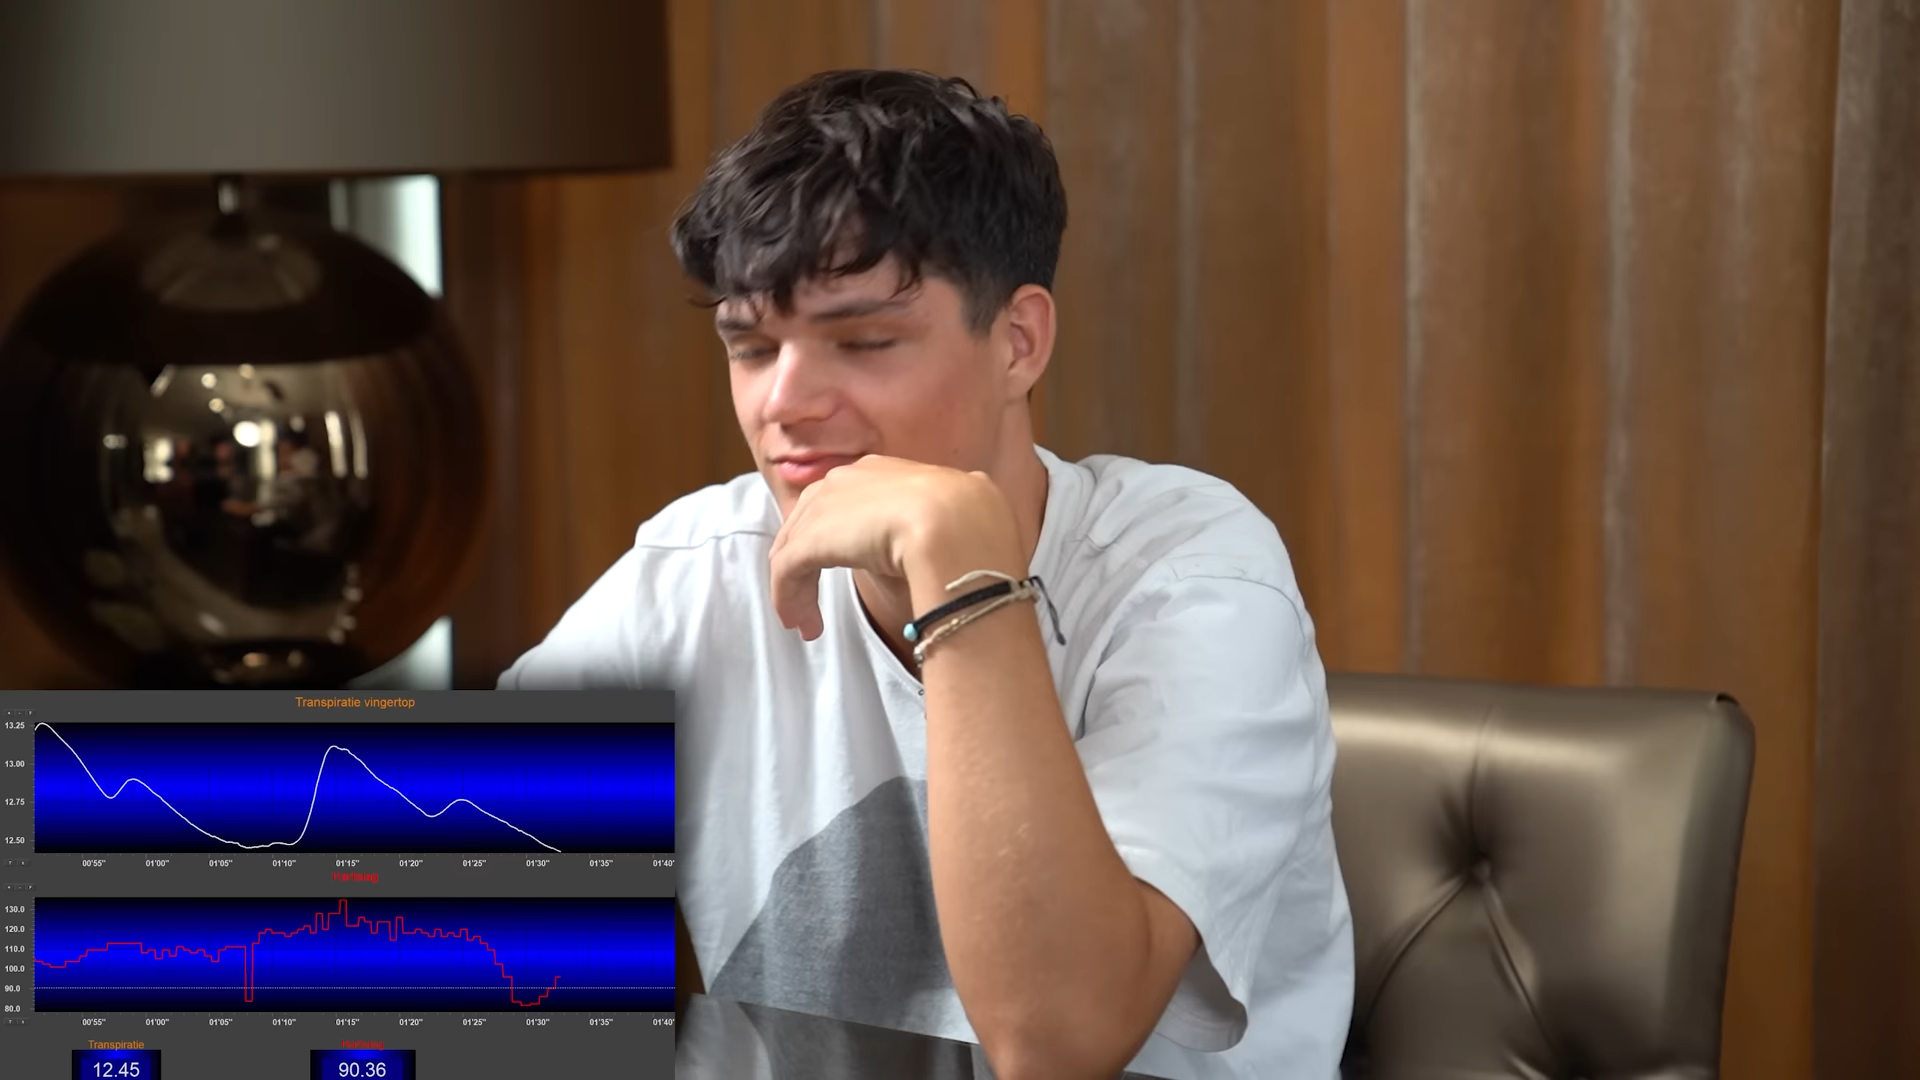 Transpiratie vingertop
13.25
13.00
12.75
12.50
00'55" 01'00" 01'05" 01'10" 01'15" 01'20" 01'25" 01'30" 01'35" 01'40'
Hartslag
130.0
120.0
110.0
100.0
90.0
80.0
00'55" 01'00" 01'05" 01'10" 01'15" 01'20" 01'25" 01'30" 01'35" 01'40'
Transpiratie Hartslag
12.45 90.36